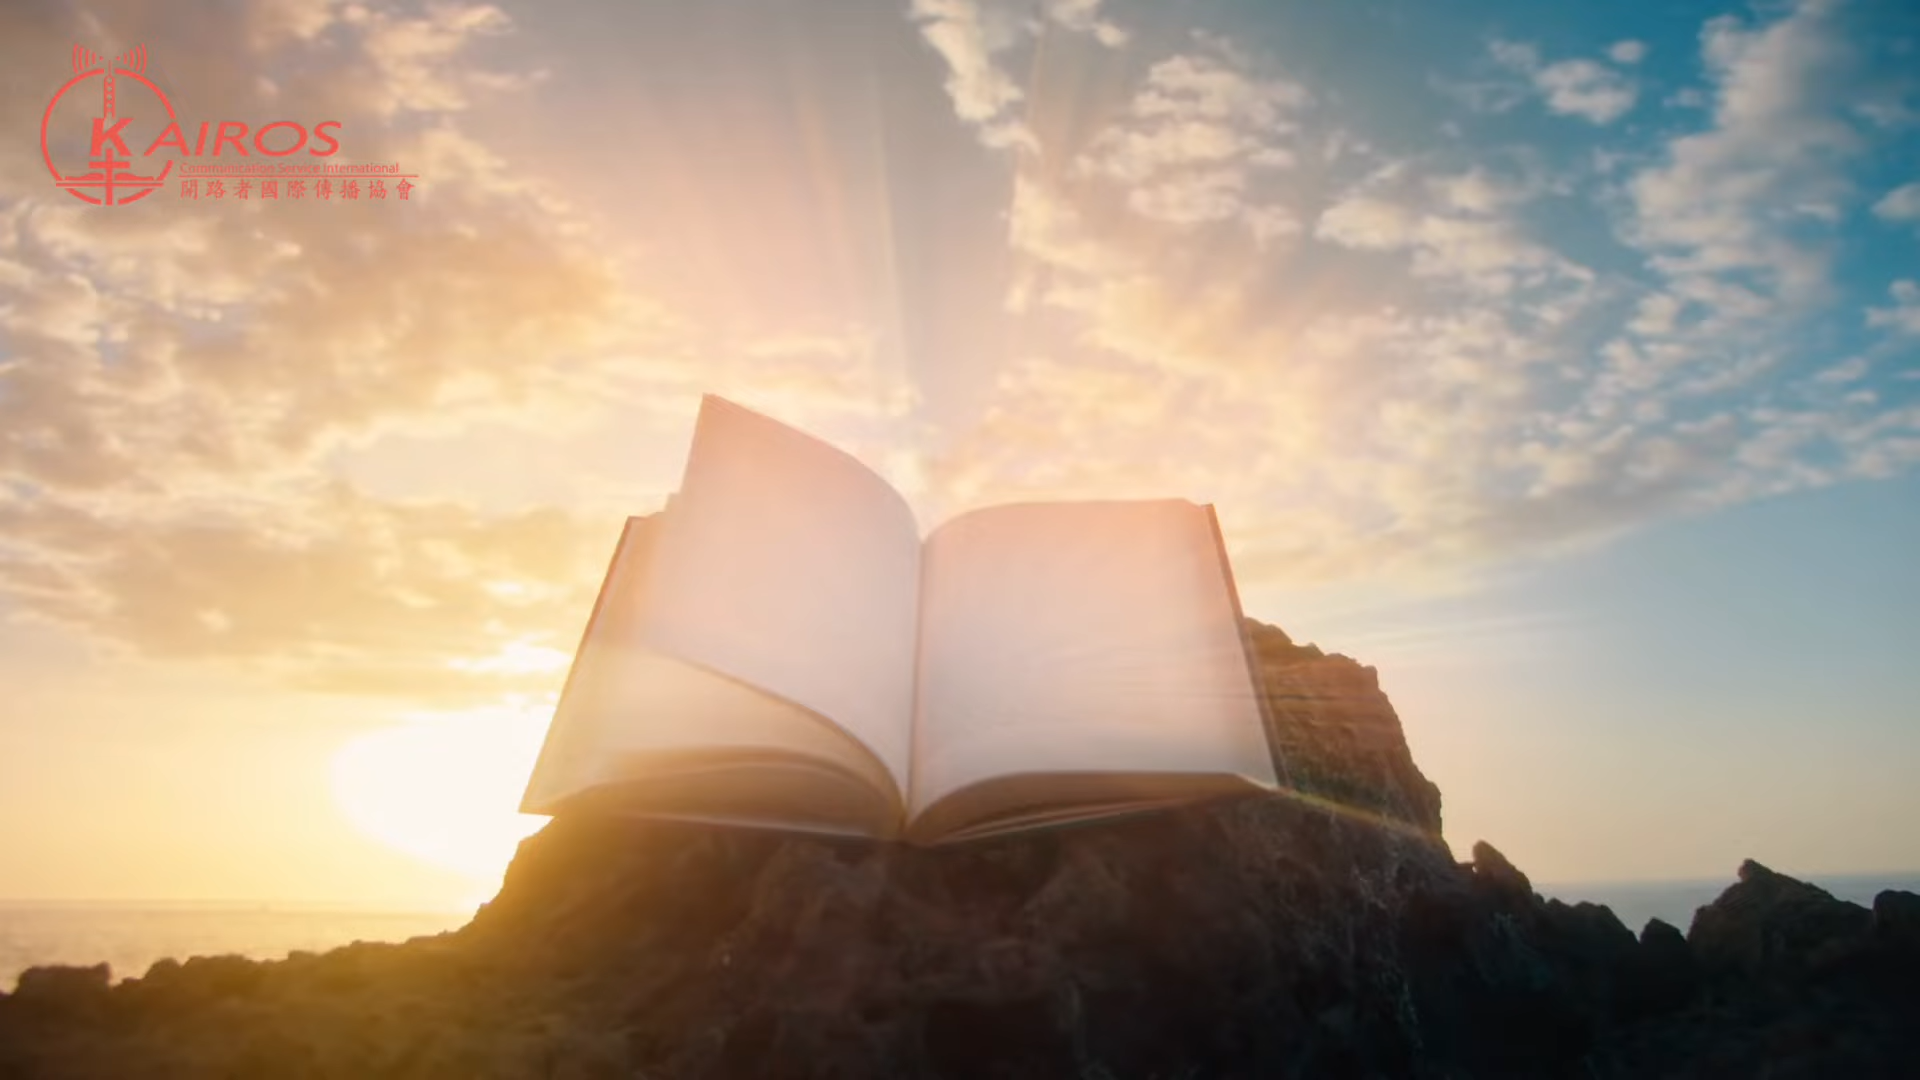 KAIROS
Communication Service International
開路者國際傳播協會